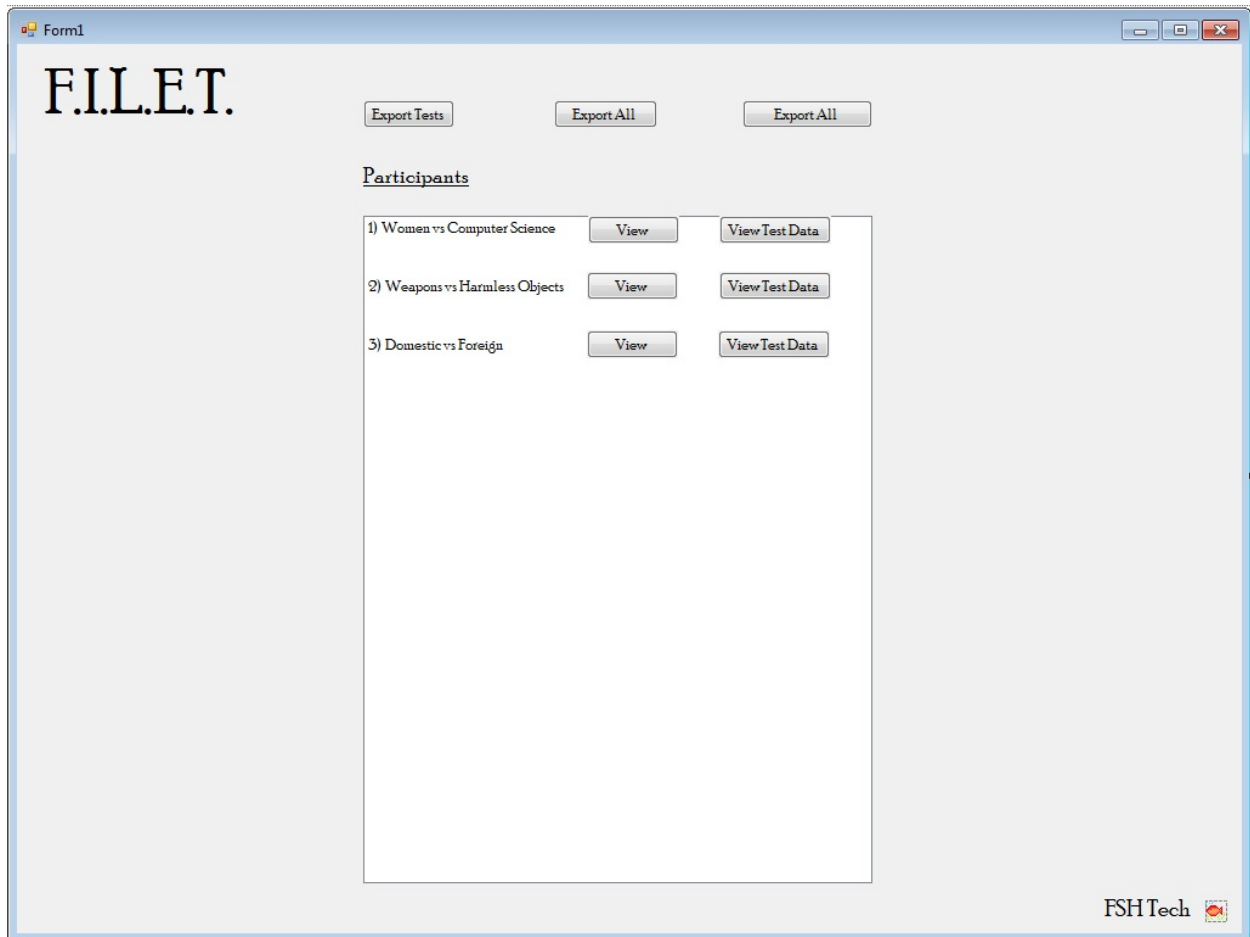 Form1
F.I.L.E.T.
Export Tests Export All Export All
Participants
1) Women vs Computer Science View View Test Data
2) Weapons vs Harmless Objects View View Test Data
3) Domestic vs Foreign View View Test Data
FSH Tech